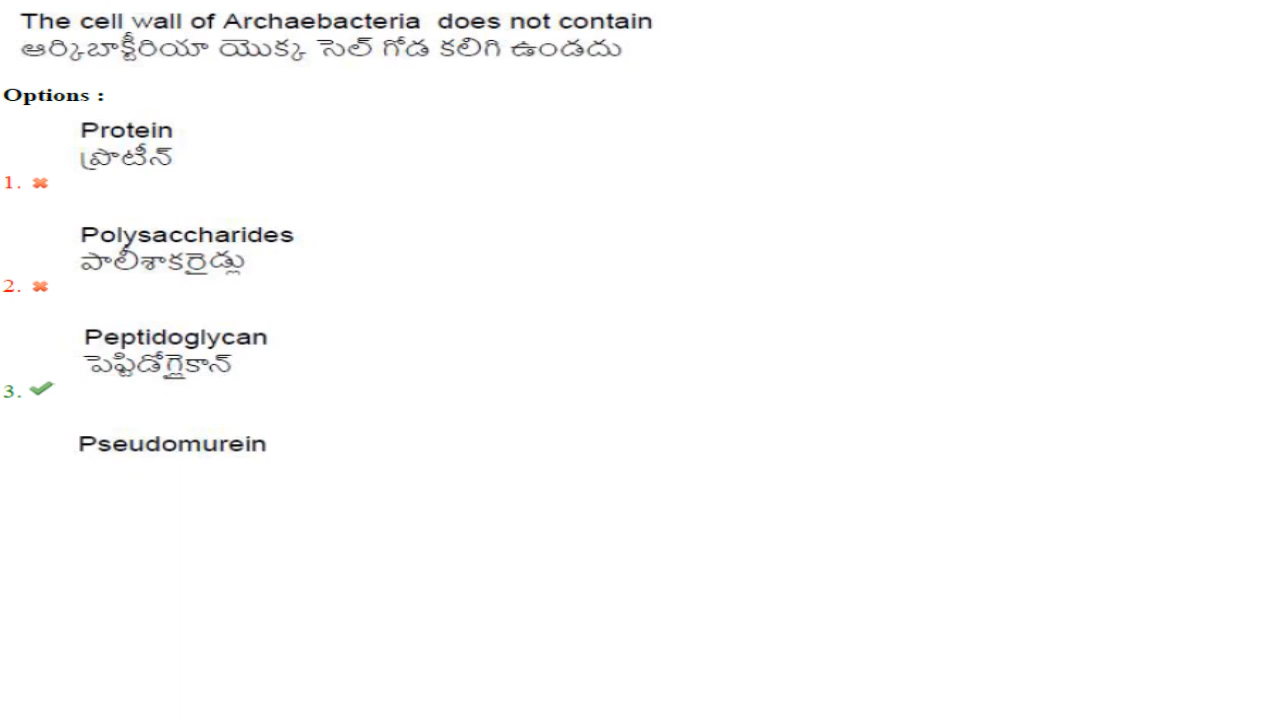 The cell wall of Archaebacteria does not contain
ఆర్కిబాక్టీరియా యొక్క సెల్ గోడ కలిగి ఉండదు
Options :
Protein
ప్రొటీన్
1.
Polysaccharides
పాలీశాకరైడ్లు
2.
Peptidoglycan
పెప్టిడోగ్లైకాన్
3.
Pseudomurein